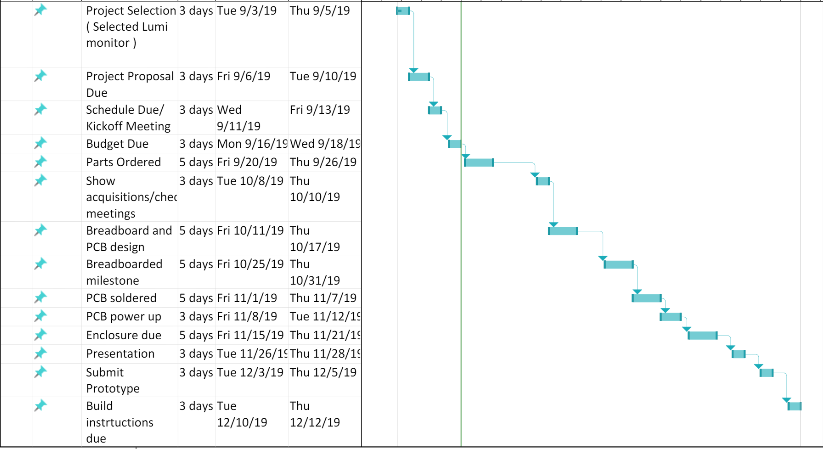 Project Selection 3 days Tue 9/3/19 Thu 9/5/19
( Selected Lumi
monitor )
Project Proposal 3 days Fri 9/6/19 Tue 9/10/19
Due
Schedule Due/ 3 days Wed Fri 9/13/19
Kickoff Meeting 9/11/19
Budget Due 3 days Mon 9/16/19 Wed 9/18/19
Parts Ordered 5 days Fri 9/20/19 Thu 9/26/19
Show 3 days Tue 10/8/19 Thu
acquisitions/chec 10/10/19
meetings
Breadboard and 5 days Fri 10/11/19 Thu
PCB design 10/17/19
Breadboarded 5 days Fri 10/25/19 Thu
milestone 10/31/19
PCB soldered 5 days Fri 11/1/19 Thu 11/7/19
PCB power up 3 days Fri 11/8/19 Tue 11/12/19
Enclosure due 5 days Fri 11/15/19 Thu 11/21/19
Presentation 3 days Tue 11/26/19 Thu 11/28/19
Submit 3 days Tue 12/3/19 Thu 12/5/19
Prototype
Build 3 days Tue Thu
instrtuctions 12/10/19 12/12/19
due